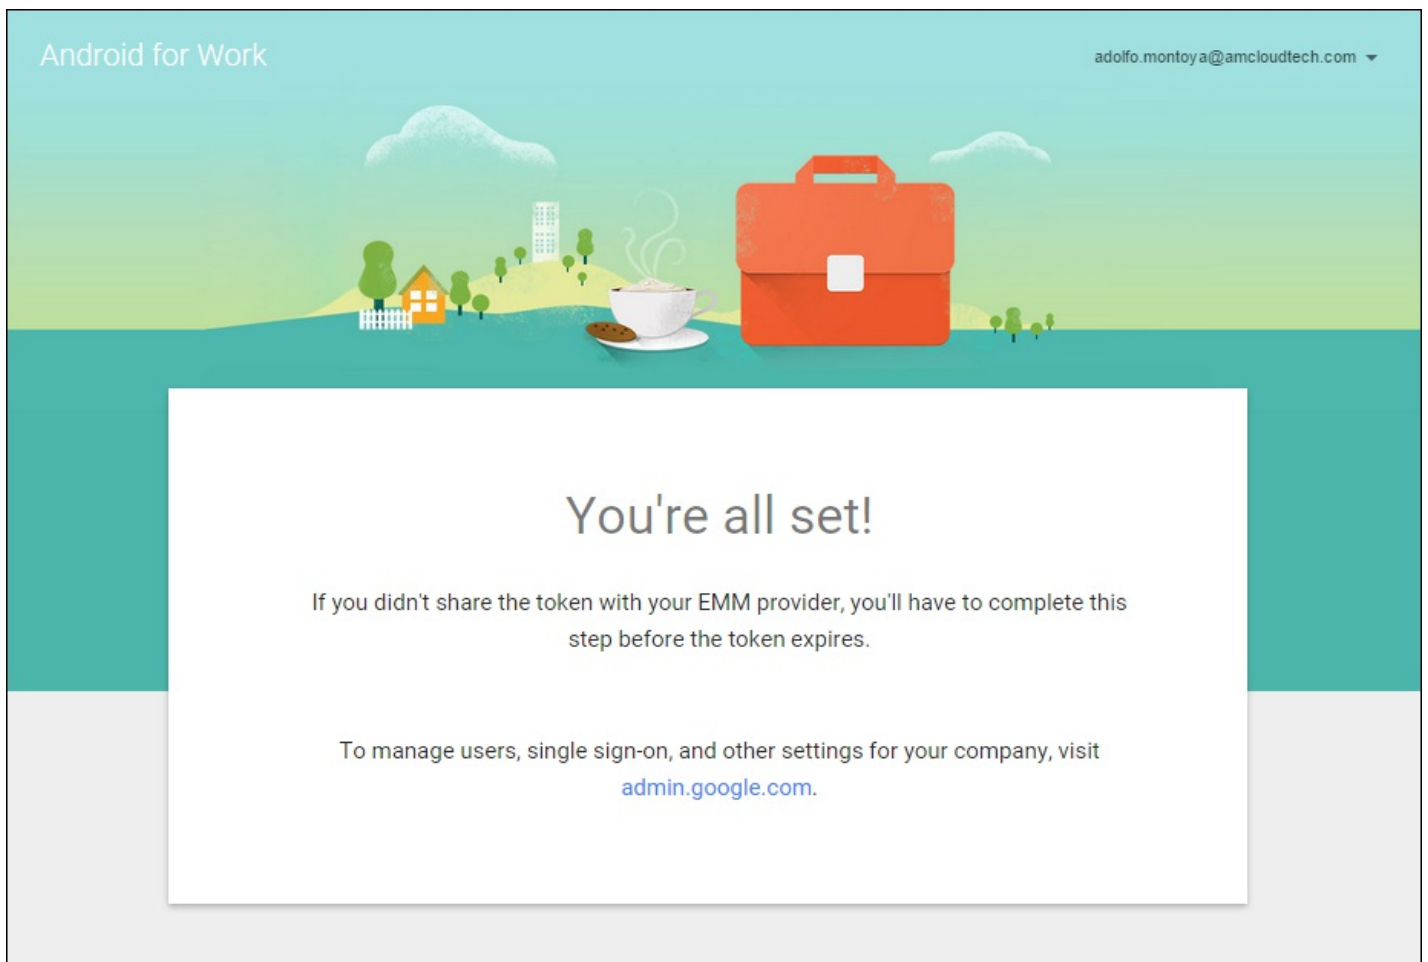 Android for Work
adolfo.montoya@amcloudtech.com
You're all set!
If you didn't share the token with your EMM provider, you'll have to complete this
step before the token expires.
To manage users, single sign-on, and other settings for your company, visit
admin.google.com.